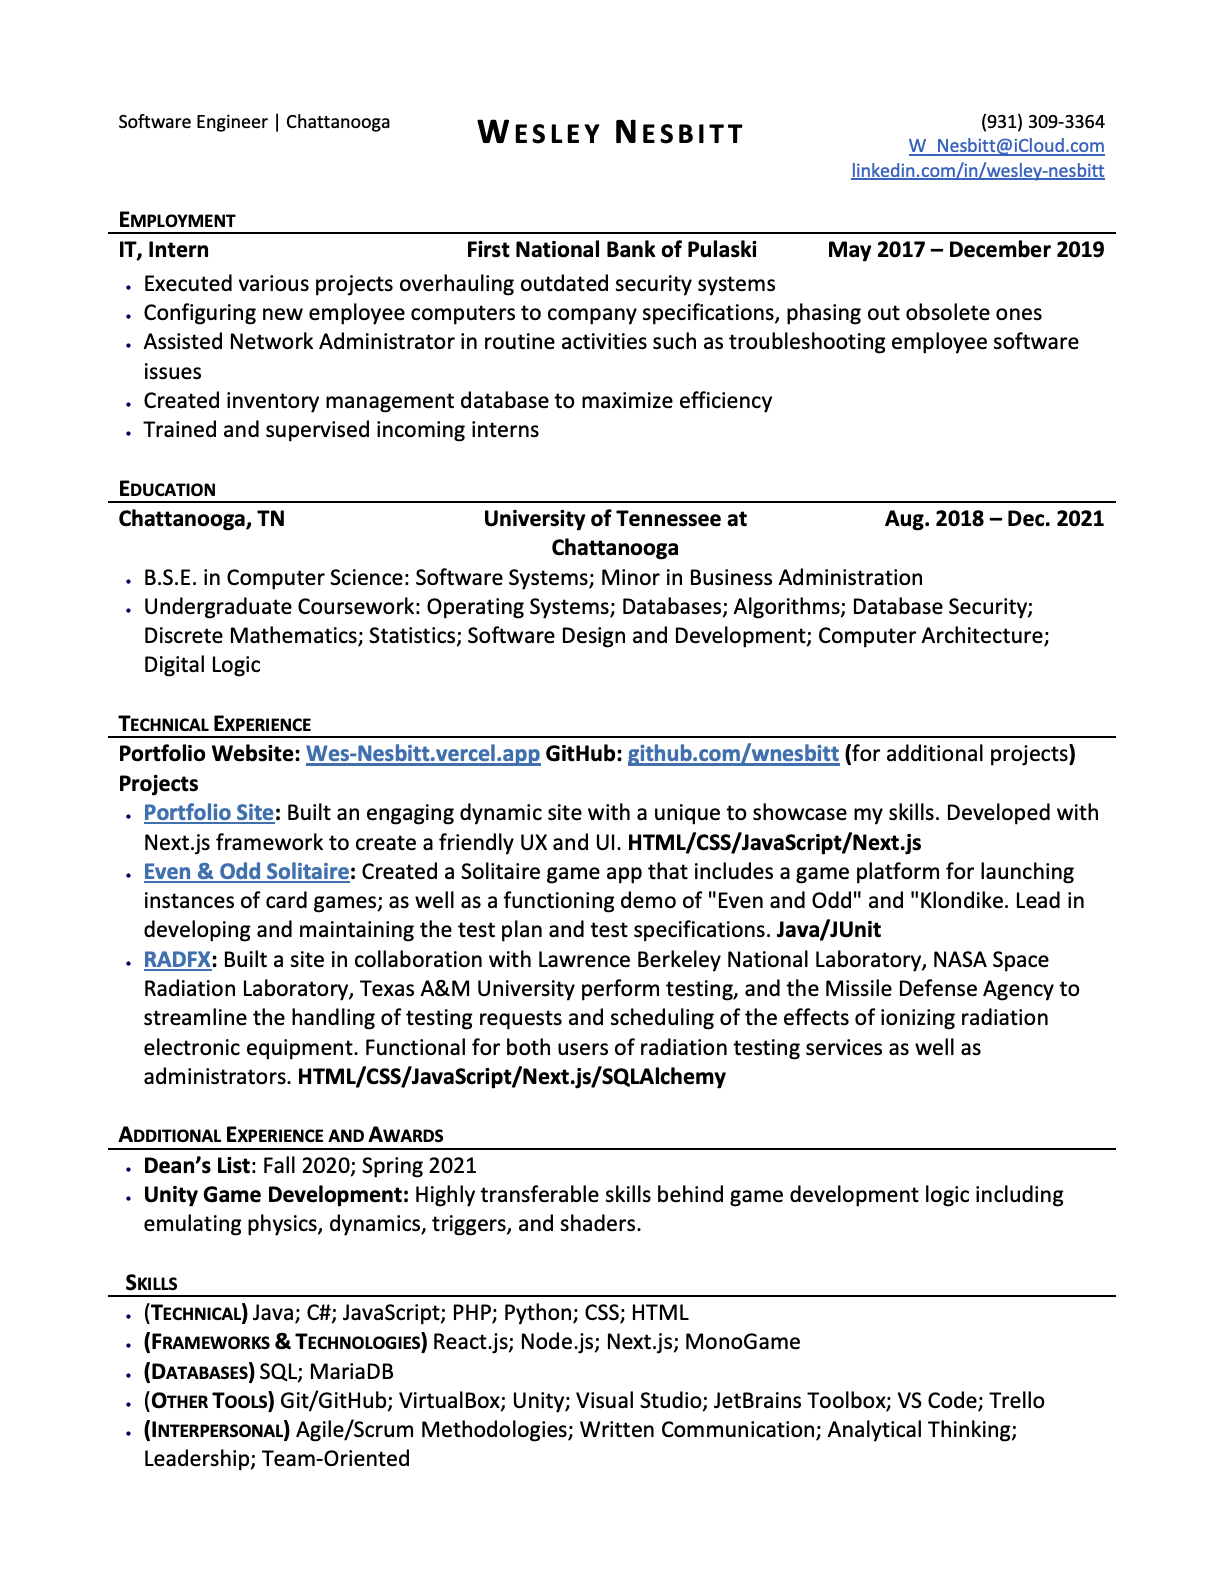 Software Engineer | Chattanooga
WESLEY NESBITT
(931) 309-3364
W_Nesbitt@iCloud.com
linkedin.com/in/wesley-nesbitt
EMPLOYMENT
IT, Intern First National Bank of Pulaski May 2017 – December 2019
• Executed various projects overhauling outdated security systems
• Configuring new employee computers to company specifications, phasing out obsolete ones
• Assisted Network Administrator in routine activities such as troubleshooting employee software
issues
• Created inventory management database to maximize efficiency
• Trained and supervised incoming interns
EDUCATION
Chattanooga, TN University of Tennessee at Aug. 2018 – Dec. 2021
Chattanooga
• B.S.E. in Computer Science: Software Systems; Minor in Business Administration
• Undergraduate Coursework: Operating Systems; Databases; Algorithms; Database Security;
Discrete Mathematics; Statistics; Software Design and Development; Computer Architecture;
Digital Logic
TECHNICAL EXPERIENCE
Portfolio Website: Wes-Nesbitt.vercel.app GitHub: github.com/wnesbitt (for additional projects)
Projects
• Portfolio Site: Built an engaging dynamic site with a unique to showcase my skills. Developed with
Next.js framework to create a friendly UX and UI. HTML/CSS/JavaScript/Next.js
• Even & Odd Solitaire: Created a Solitaire game app that includes a game platform for launching
instances of card games; as well as a functioning demo of "Even and Odd" and "Klondike. Lead in
developing and maintaining the test plan and test specifications. Java/JUnit
• RADFX: Built a site in collaboration with Lawrence Berkeley National Laboratory, NASA Space
Radiation Laboratory, Texas A&M University perform testing, and the Missile Defense Agency to
streamline the handling of testing requests and scheduling of the effects of ionizing radiation
electronic equipment. Functional for both users of radiation testing services as well as
administrators. HTML/CSS/JavaScript/Next.js/SQLAlchemy
ADDITIONAL EXPERIENCE AND AWARDS
• Dean’s List: Fall 2020; Spring 2021
• Unity Game Development: Highly transferable skills behind game development logic including
emulating physics, dynamics, triggers, and shaders.
SKILLS
• (TECHNICAL) Java; C#; JavaScript; PHP; Python; CSS; HTML
• (FRAMEWORKS & TECHNOLOGIES) React.js; Node.js; Next.js; MonoGame
• (DATABASES) SQL; MariaDB
• (OTHER TOOLS) Git/GitHub; VirtualBox; Unity; Visual Studio; JetBrains Toolbox; VS Code; Trello
• (INTERPERSONAL) Agile/Scrum Methodologies; Written Communication; Analytical Thinking;
Leadership; Team-Oriented